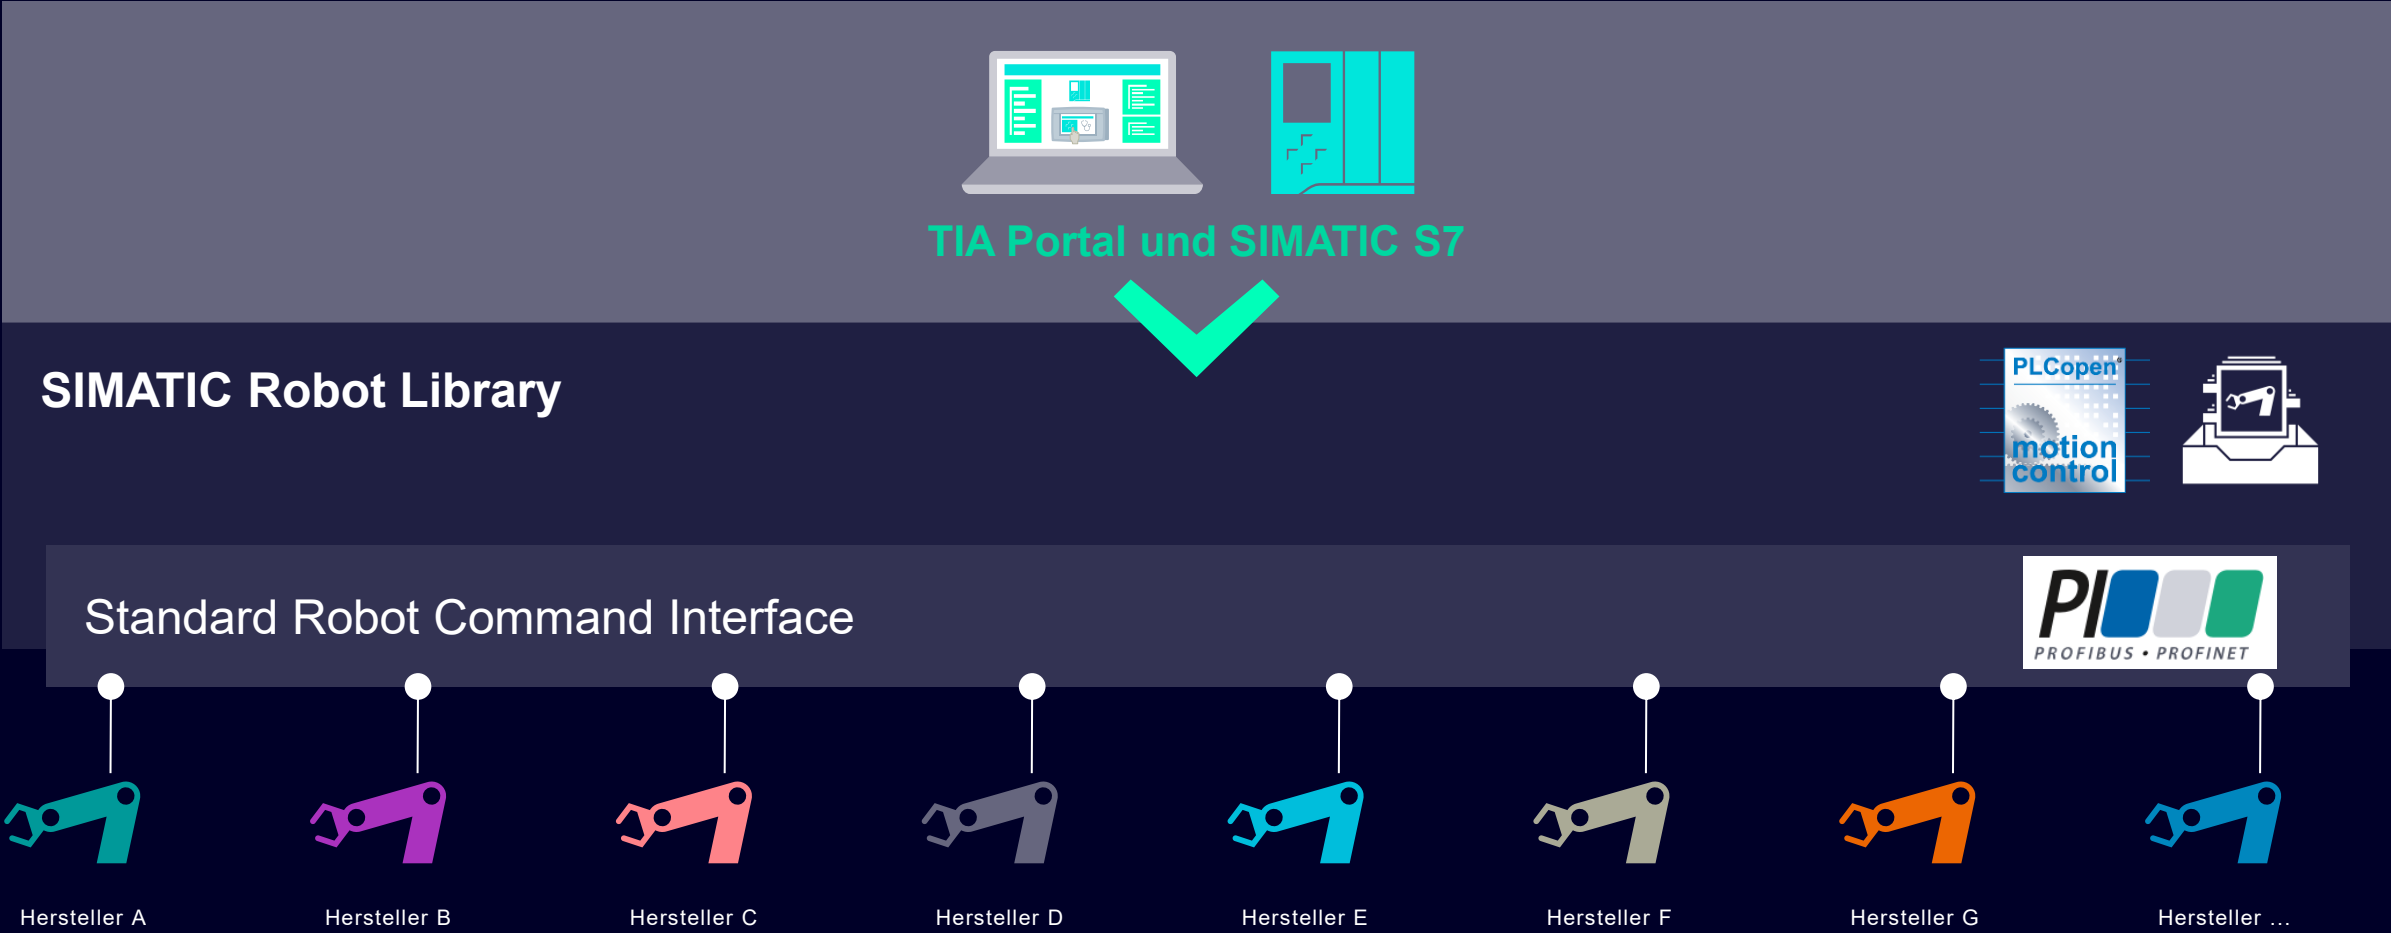 TIA Portal und SIMATIC S7
SIMATIC Robot Library
PLCopen®
motion
control
Standard Robot Command Interface
PI
PROFIBUS • PROFINET
Hersteller A
Hersteller B
Hersteller C
Hersteller D
Hersteller E
Hersteller F
Hersteller G
Hersteller ...